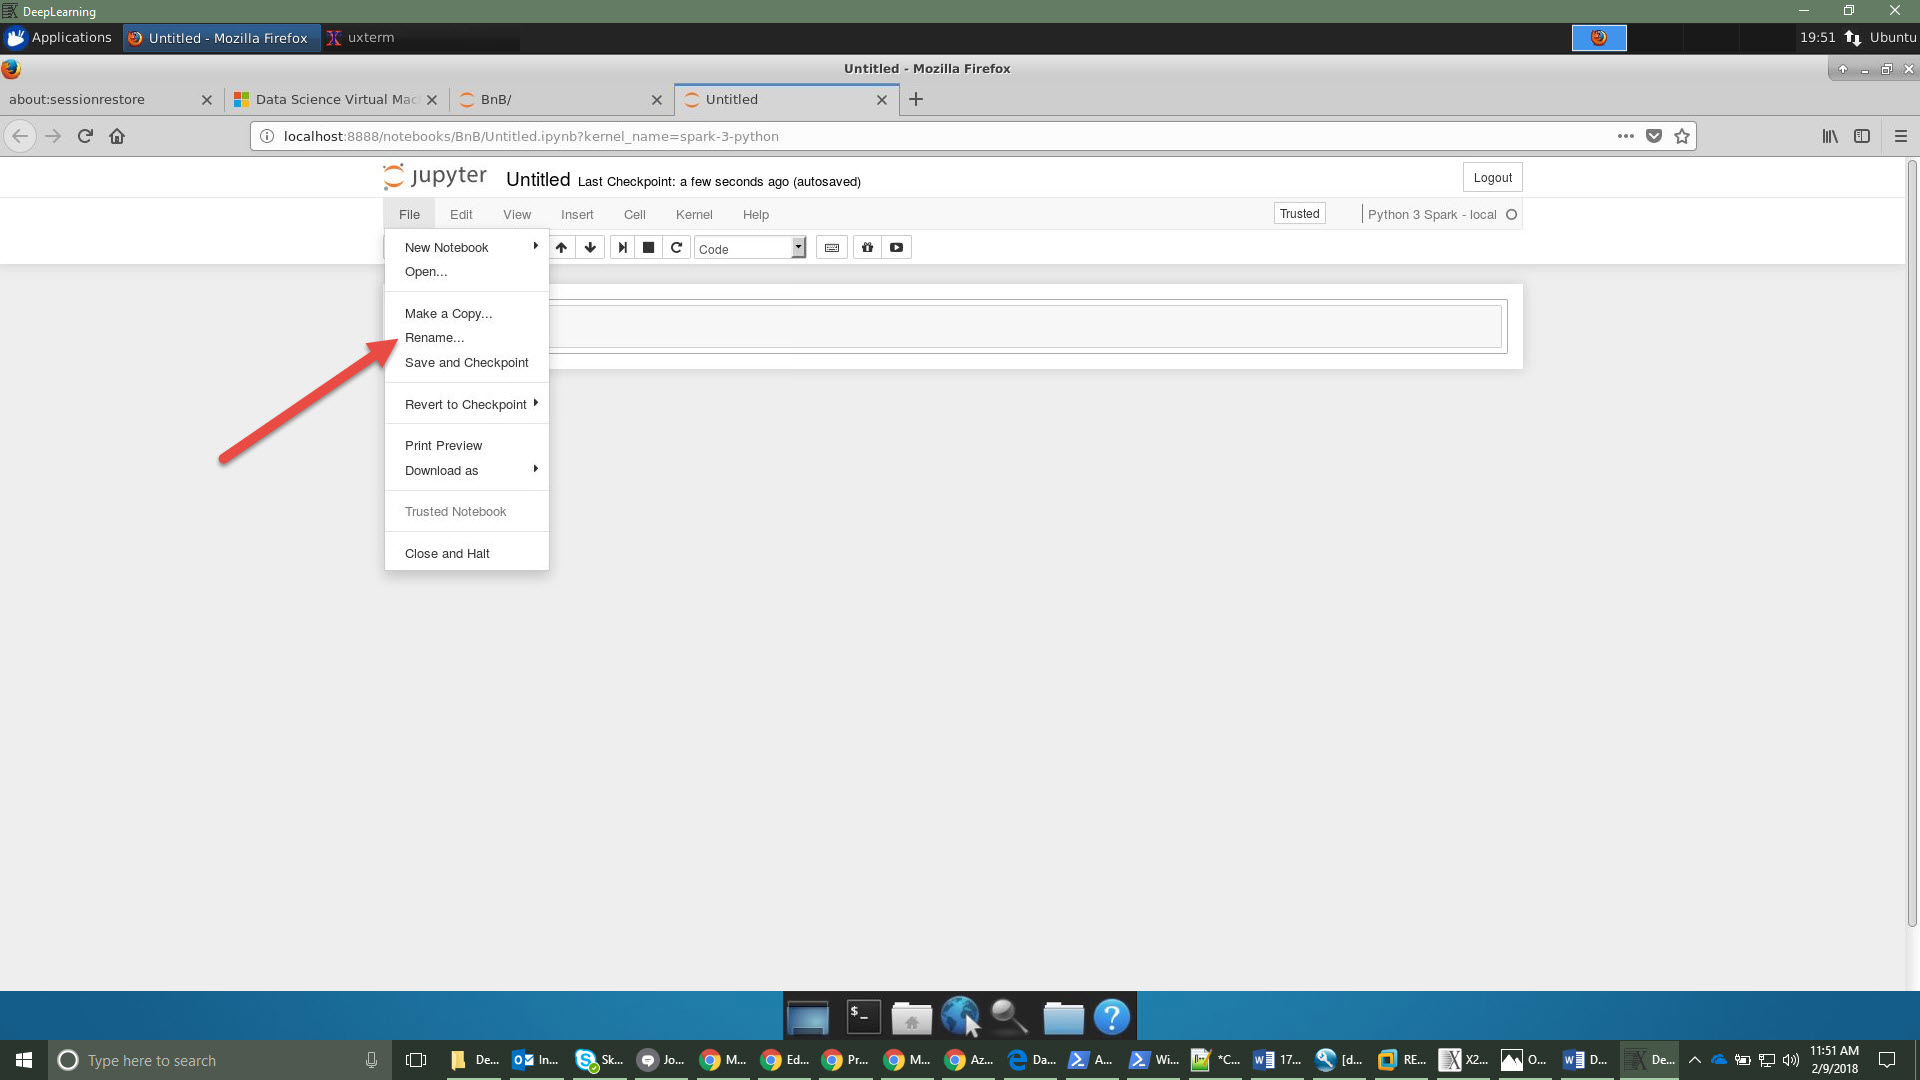 DeepLearning
Applications
Untitled - Mozilla Firefox
uxterm
19:51
Ubuntu
Untitled - Mozilla Firefox
about:sessionrestore
Data Science Virtual Mac
BnB/
Untitled
localhost:8888/notebooks/BnB/Untitled.ipynb?kernel_name=spark-3-python
jupyter
Untitled Last Checkpoint: a few seconds ago (autosaved)
Logout
File
Edit
View
Insert
Cell
Kernel
Help
Trusted
Python 3 Spark - local
Code
New Notebook
Open...
Make a Copy...
Rename...
Save and Checkpoint
Revert to Checkpoint
Print Preview
Download as
Trusted Notebook
Close and Halt
$_
?
Type here to search
De...
In...
Sk...
Jo...
M...
Ed...
Pr...
M...
Az...
Da...
A...
Wi...
*C...
17...
[d...
RE...
X2...
O...
D...
De...
11:51 AM
2/9/2018